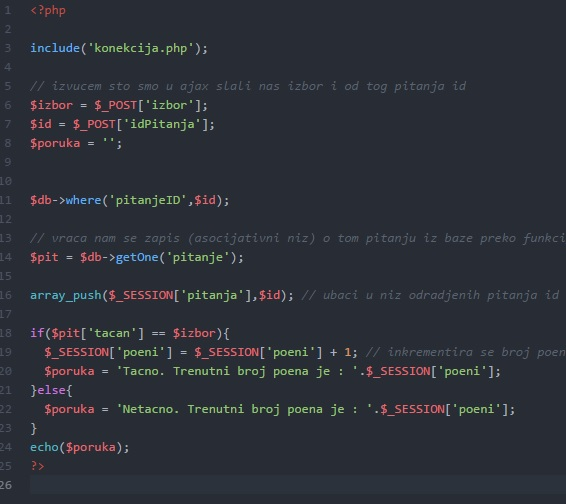 1 <?php
2
3 include('konekcija.php');
4
5 // izvucem sto smo u ajax slali nas izbor i od tog pitanja id
6 $izbor = $_POST['izbor'];
7 $id = $_POST['idPitanja'];
8 $poruka = '';
9
10
11 $db->where('pitanjeID',$id);
12
13 // vraca nam se zapis (asocijativni niz) o tom pitanju iz baze preko funkci
14 $pit = $db->getOne('pitanje');
15
16 array_push($_SESSION['pitanja'],$id); // ubaci u niz odradjenih pitanja id
17
18 if($pit['tacan'] == $izbor){
19 $_SESSION['poeni'] = $_SESSION['poeni'] + 1; // inkrementira se broj poen
20 $poruka = 'Tacno. Trenutni broj poena je : '.$_SESSION['poeni'];
21 }else{
22 $poruka = 'Netacno. Trenutni broj poena je : '.$_SESSION['poeni'];
23 }
24 echo($poruka);
25 ?>
26